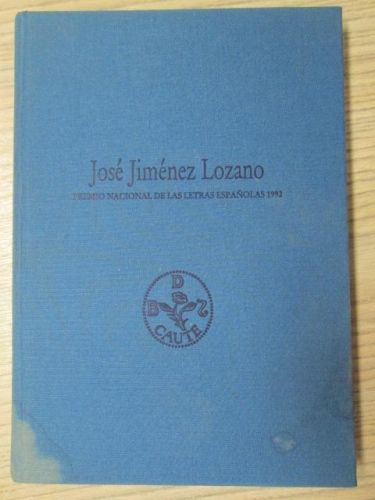 José Jiménez Lozano
PREMIO NACIONAL DE LAS LETRAS ESPAÑOLAS 1992
D
B S
CAUTE